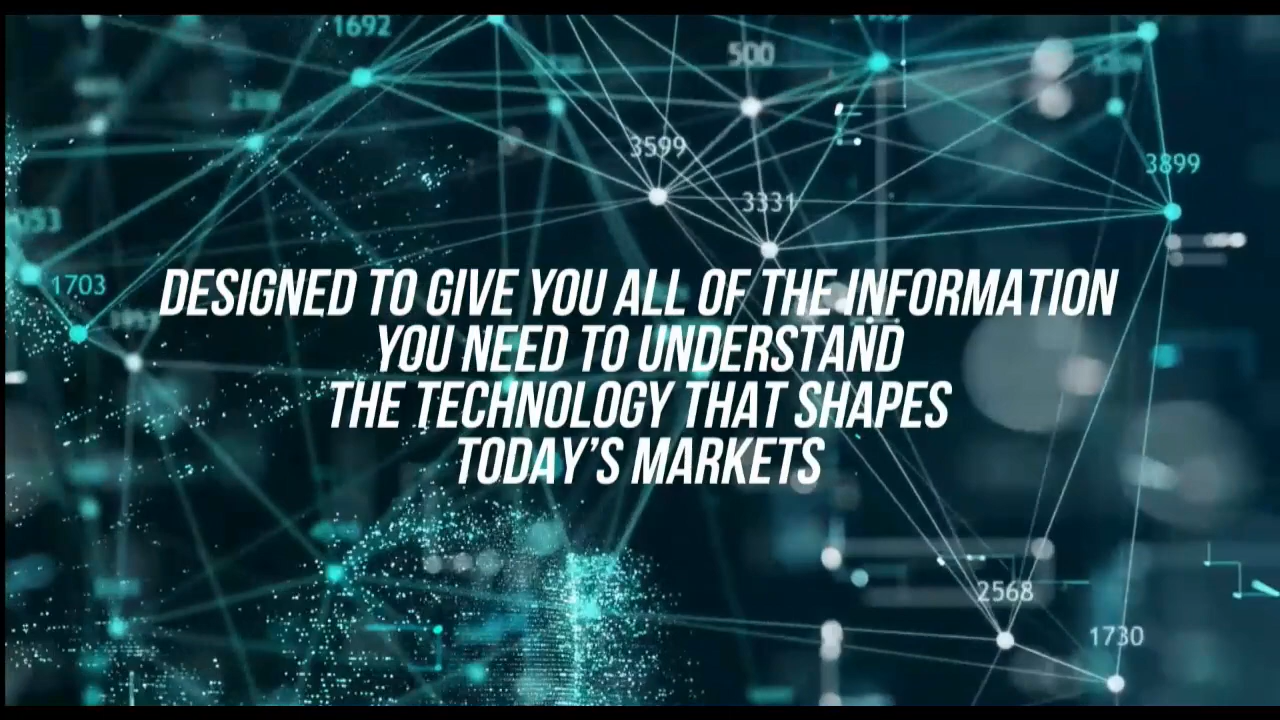 1692
500
3599
3899
3331
1703
DESIGNED TO GIVE YOU ALL OF THE INFORMATION
YOU NEED TO UNDERSTAND
THE TECHNOLOGY THAT SHAPES
TODAY’S MARKETS
2568
1730